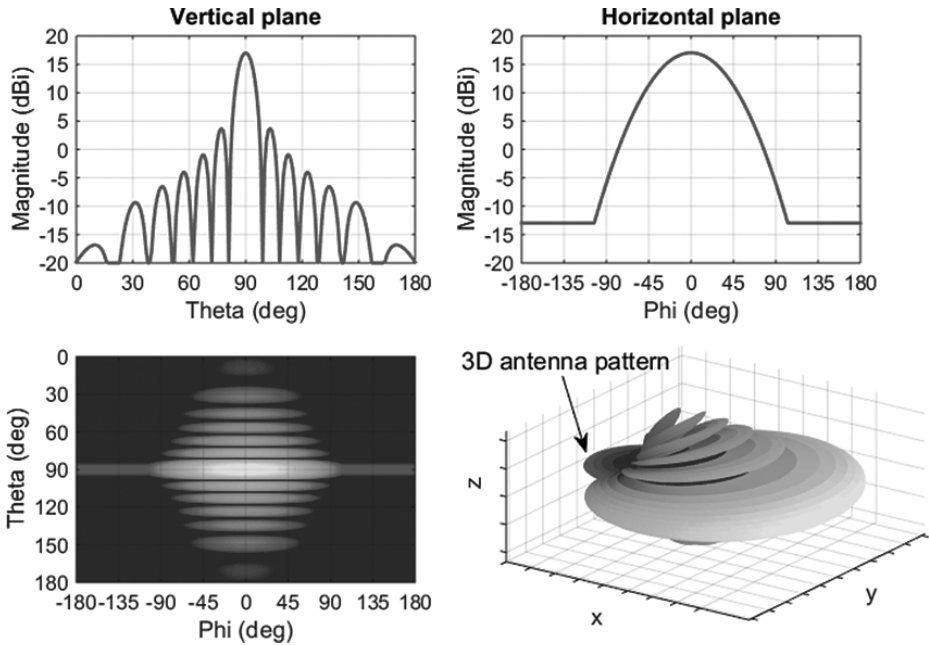 Vertical plane
Magnitude (dBi)
20
15
10
5
0
-5
-10
-15
-20
0 30 60 90 120 150 180
Theta (deg)
Horizontal plane
Magnitude (dBi)
20
15
10
5
0
-5
-10
-15
-20
-180 -135 -90 -45 0 45 90 135 180
Phi (deg)
Theta (deg)
0
30
60
90
120
150
180
-180 -135 -90 -45 0 45 90 135 180
Phi (deg)
3D antenna pattern
z
x
y